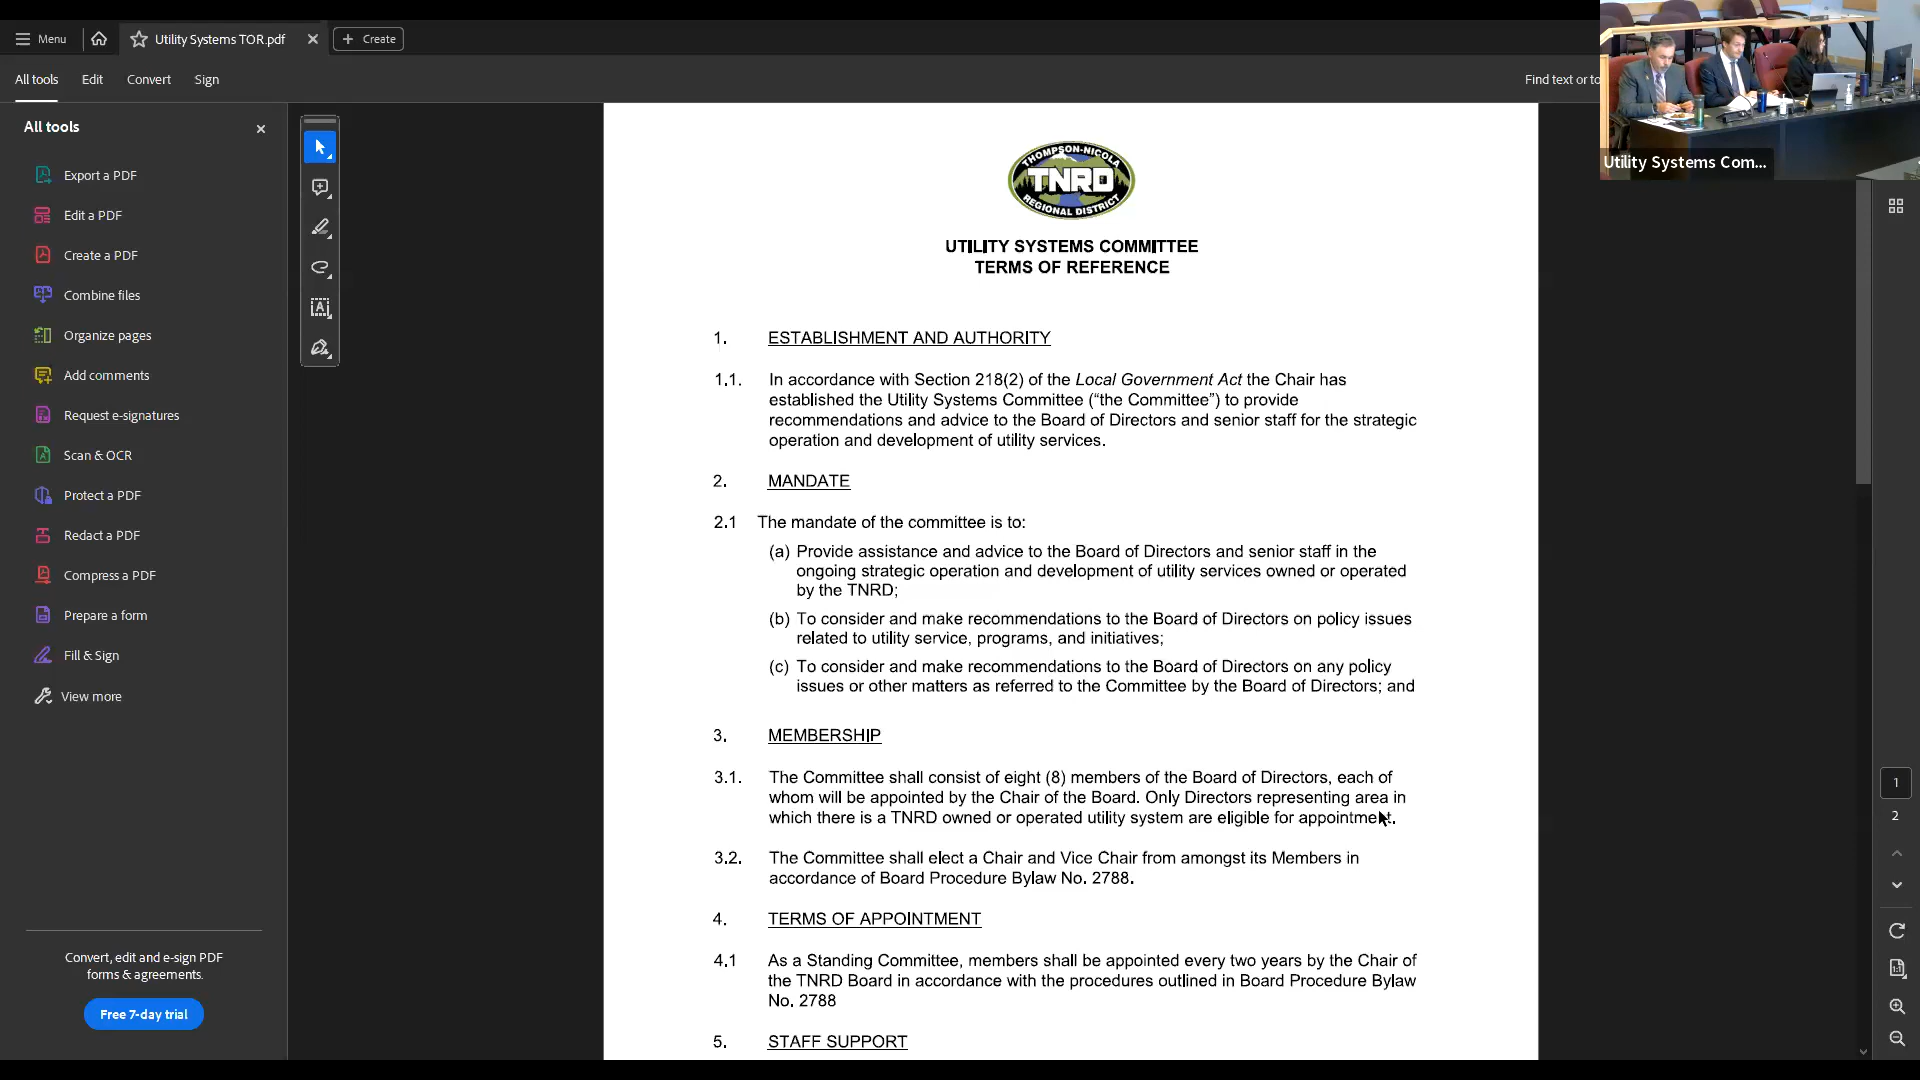 Menu
Utility Systems TOR.pdf
Create
All tools
Edit
Convert
Sign
Find text or to
Utility Systems Com...
All tools
Export a PDF
Edit a PDF
Create a PDF
Combine files
Organize pages
Add comments
Request e-signatures
Scan & OCR
Protect a PDF
Redact a PDF
Compress a PDF
Prepare a form
Fill & Sign
View more
Convert, edit and e-sign PDF
forms & agreements.
Free 7-day trial
THOMPSON-NICOLA
TNRD
REGIONAL DISTRICT
UTILITY SYSTEMS COMMITTEE
TERMS OF REFERENCE
1. ESTABLISHMENT AND AUTHORITY
1.1. In accordance with Section 218(2) of the Local Government Act the Chair has
established the Utility Systems Committee (“the Committee”) to provide
recommendations and advice to the Board of Directors and senior staff for the strategic
operation and development of utility services.
2. MANDATE
2.1 The mandate of the committee is to:
(a) Provide assistance and advice to the Board of Directors and senior staff in the
ongoing strategic operation and development of utility services owned or operated
by the TNRD;
(b) To consider and make recommendations to the Board of Directors on policy issues
related to utility service, programs, and initiatives;
(c) To consider and make recommendations to the Board of Directors on any policy
issues or other matters as referred to the Committee by the Board of Directors; and
3. MEMBERSHIP
3.1. The Committee shall consist of eight (8) members of the Board of Directors, each of
whom will be appointed by the Chair of the Board. Only Directors representing area in
which there is a TNRD owned or operated utility system are eligible for appointment.
3.2. The Committee shall elect a Chair and Vice Chair from amongst its Members in
accordance of Board Procedure Bylaw No. 2788.
4. TERMS OF APPOINTMENT
4.1 As a Standing Committee, members shall be appointed every two years by the Chair of
the TNRD Board in accordance with the procedures outlined in Board Procedure Bylaw
No. 2788
5. STAFF SUPPORT
1
2